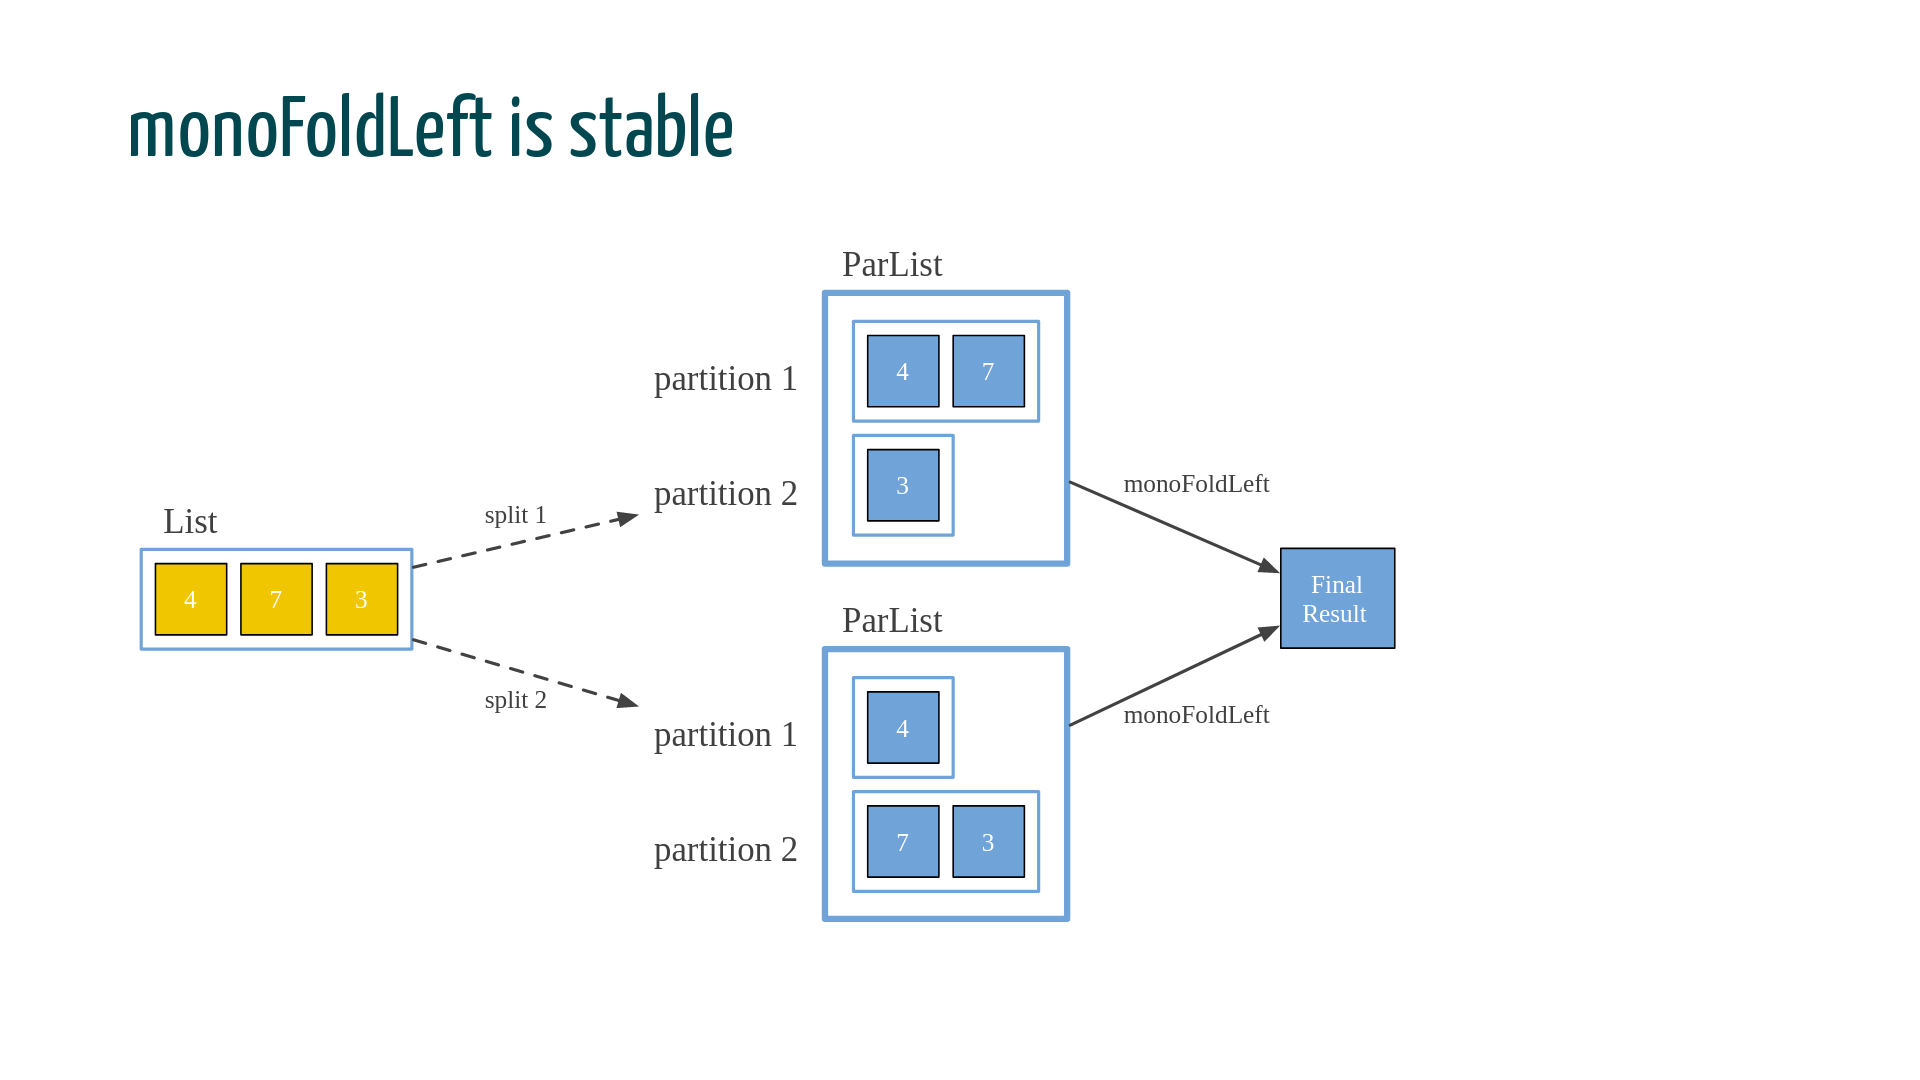 monoFoldLeft is stable
List
4 7 3
split 1
split 2
ParList
partition 1
4 7
partition 2
3
ParList
partition 1
4
partition 2
7 3
monoFoldLeft
monoFoldLeft
Final
Result